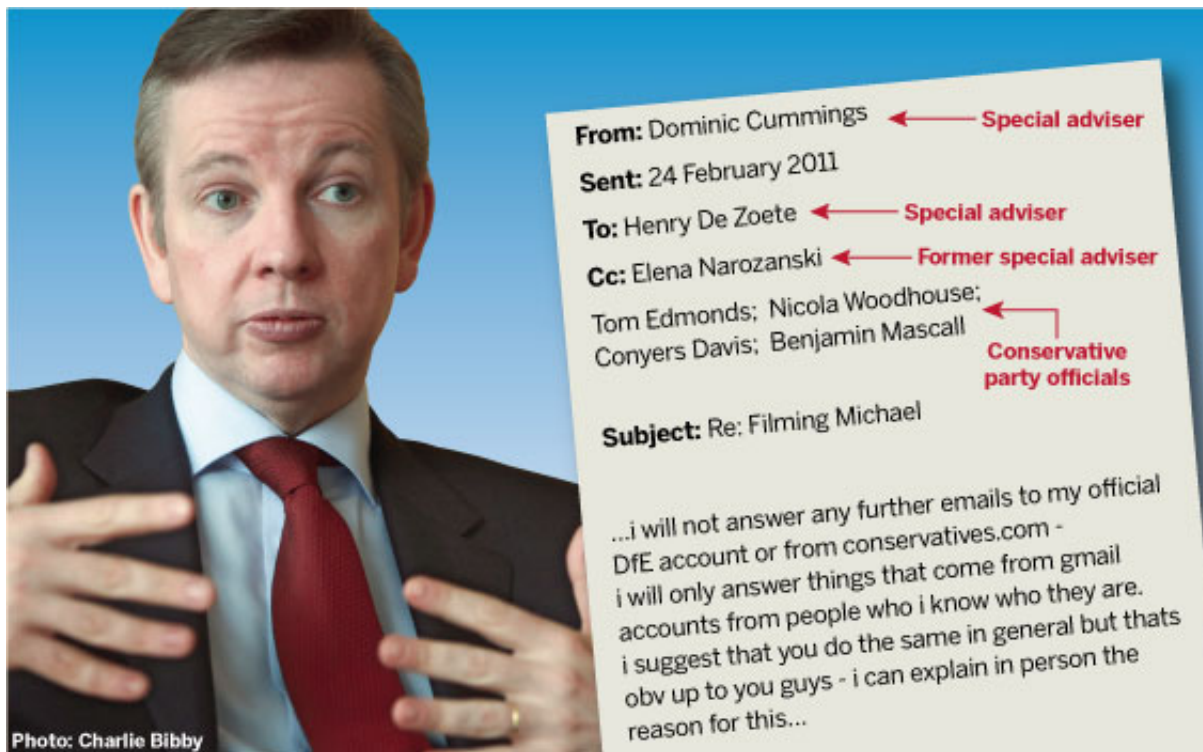 From: Dominic Cummings
Special adviser
Sent: 24 February 2011
To: Henry De Zoete
Special adviser
Cc: Elena Narozanski
Former special adviser
Tom Edmonds; Nicola Woodhouse;
Conyers Davis; Benjamin Mascall
Conservative
party officials
Subject: Re: Filming Michael
...i will not answer any further emails to my official
DfE account or from conservatives.com -
i will only answer things that come from gmail
accounts from people who i know who they are.
i suggest that you do the same in general but thats
obv up to you guys - i can explain in person the
reason for this...
Photo: Charlie Bibby